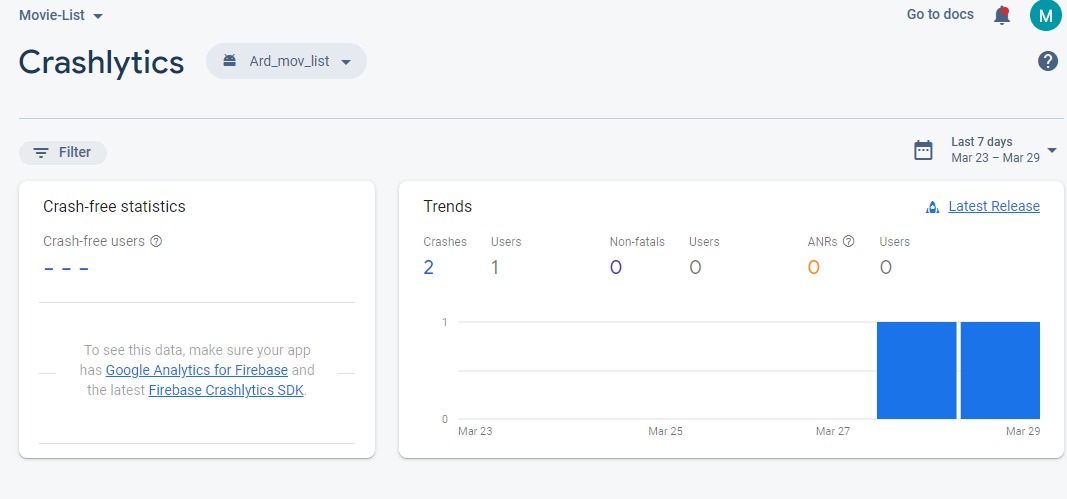 Movie-List
Go to docs
M
Crashlytics
Ard_mov_list
?
Filter
Last 7 days
Mar 23 – Mar 29
Crash-free statistics
Crash-free users ?
– – –
To see this data, make sure your app
has Google Analytics for Firebase and
the latest Firebase Crashlytics SDK.
Trends
Latest Release
Crashes Users Non-fatals Users ANRs ? Users
2 1 0 0 0 0
1
0
Mar 23 Mar 25 Mar 27 Mar 29